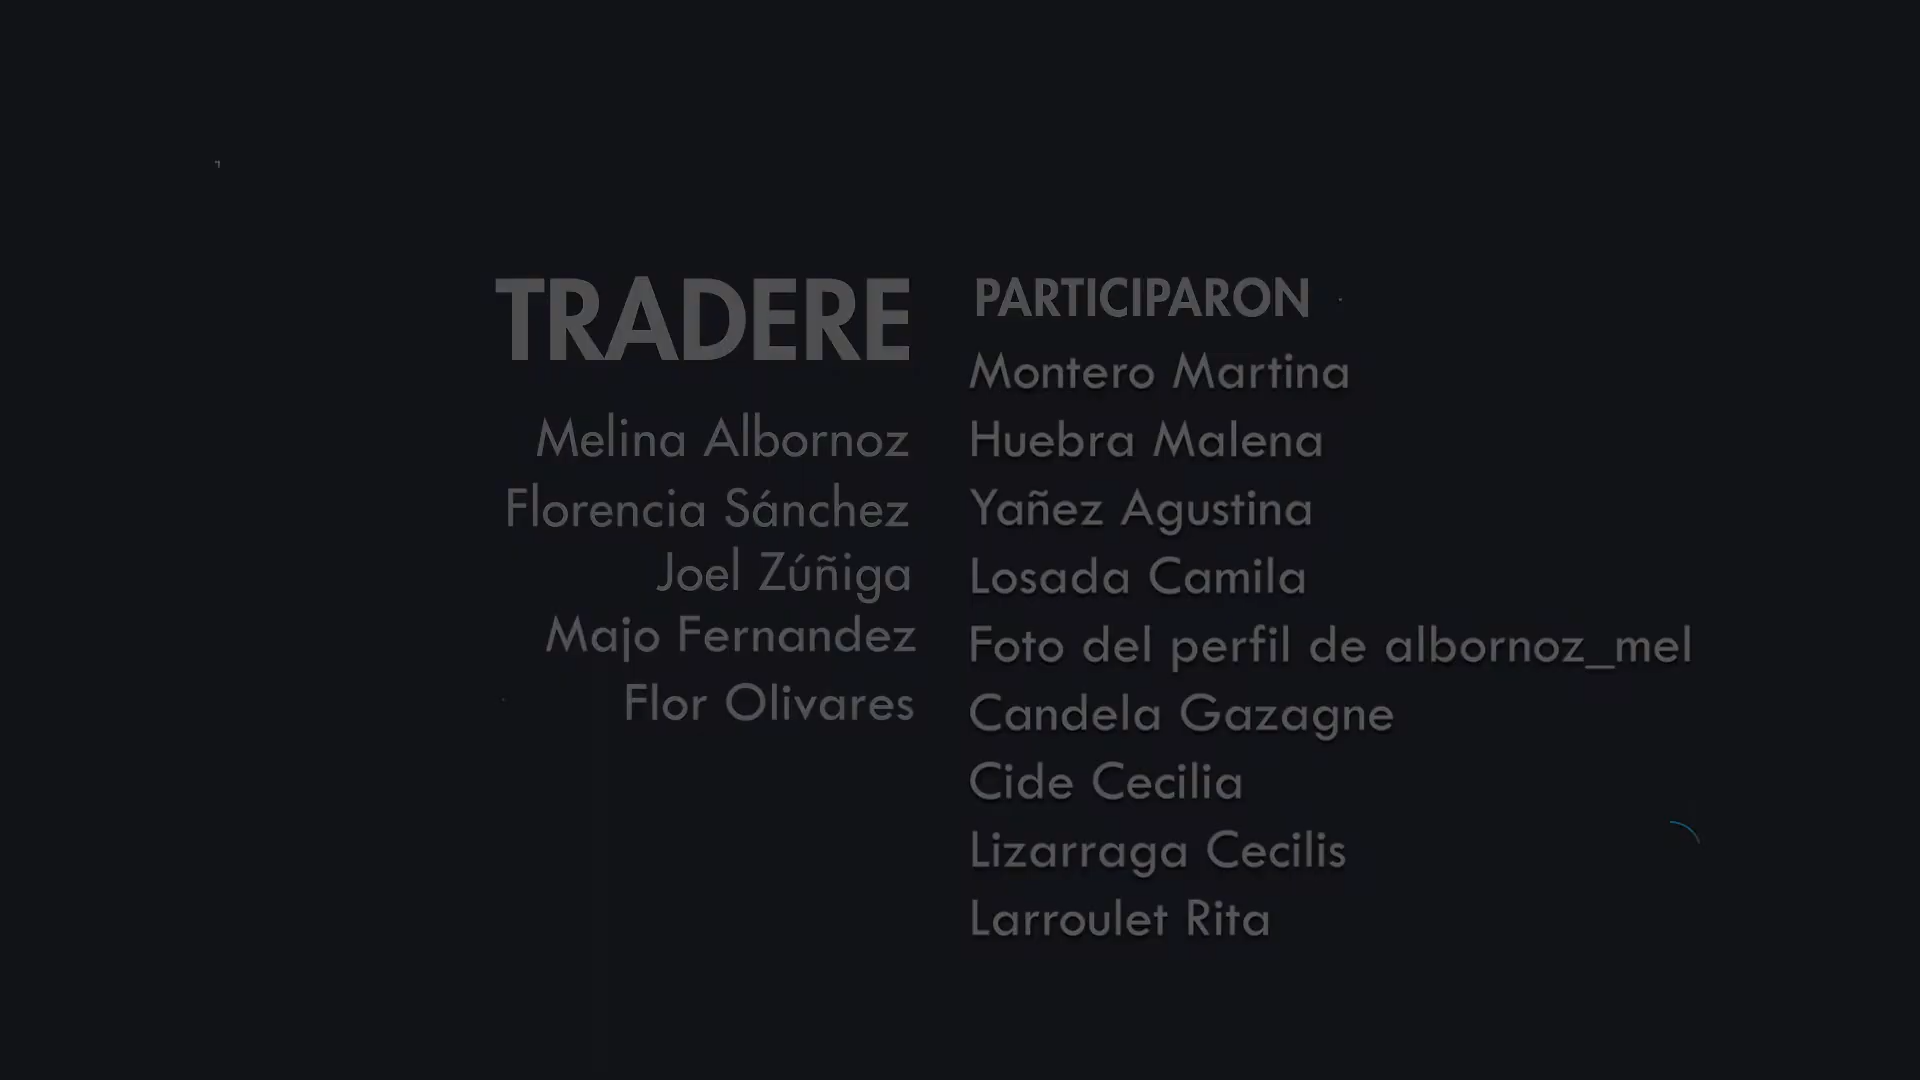 TRADERE
Melina Albornoz
Florencia Sánchez
Joel Zúñiga
Majo Fernandez
Flor Olivares
PARTICIPARON
Montero Martina
Huebra Malena
Yañez Agustina
Losada Camila
Foto del perfil de albornoz_mel
Candela Gazagne
Cide Cecilia
Lizarraga Cecilis
Larroulet Rita